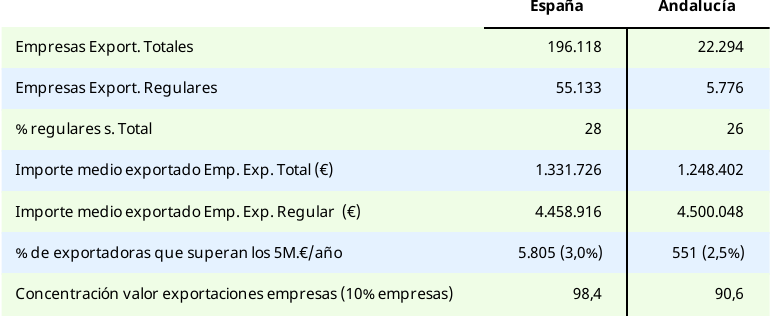 España Andalucía
Empresas Export. Totales 196.118 22.294
Empresas Export. Regulares 55.133 5.776
% regulares s. Total 28 26
Importe medio exportado Emp. Exp. Total (€) 1.331.726 1.248.402
Importe medio exportado Emp. Exp. Regular (€) 4.458.916 4.500.048
% de exportadoras que superan los 5M.€/año 5.805 (3,0%) 551 (2,5%)
Concentración valor exportaciones empresas (10% empresas) 98,4 90,6